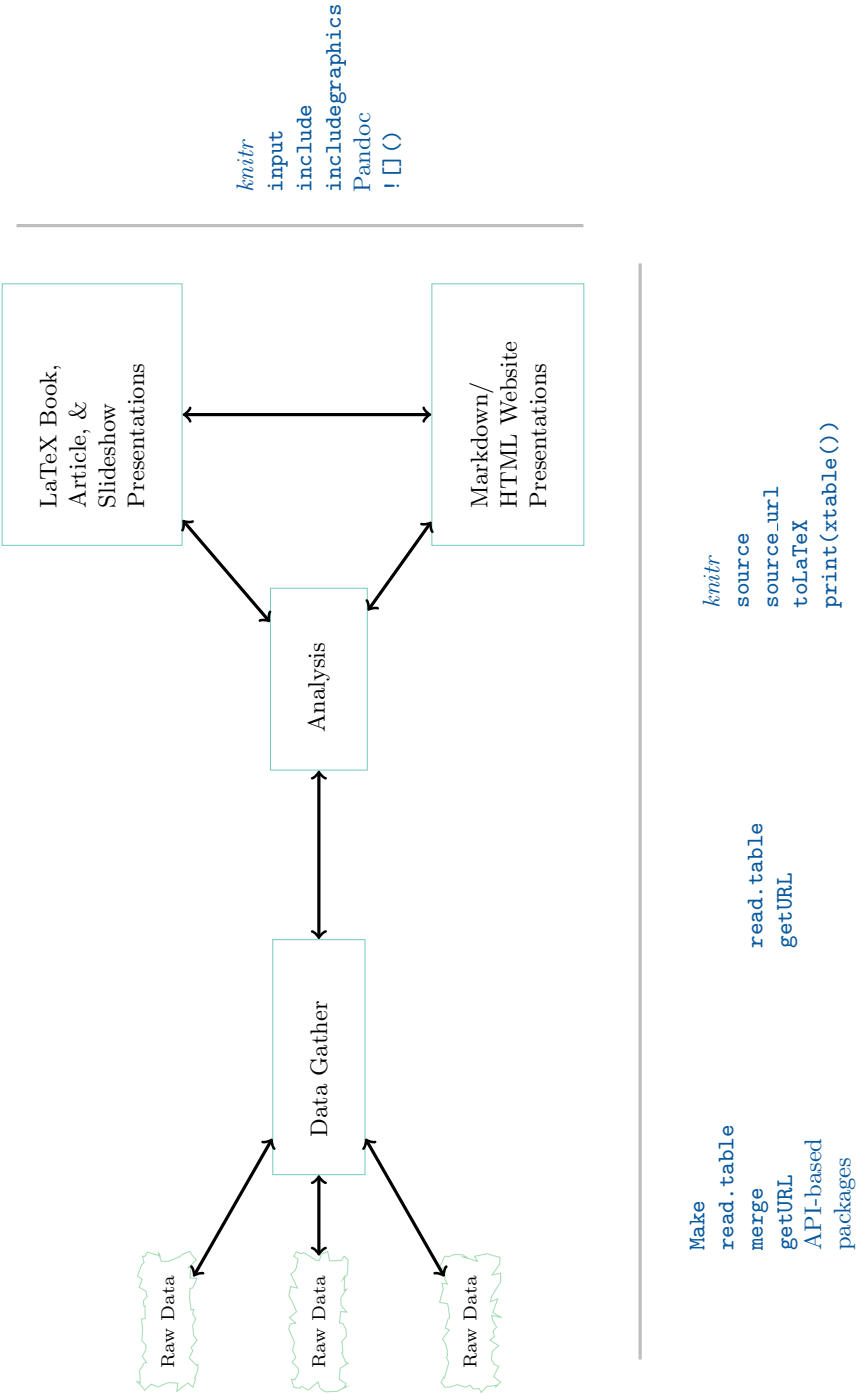 Raw Data
Raw Data
Raw Data
Data Gather
Analysis
LaTeX Book,
Article, &
Slideshow
Presentations
Markdown/
HTML Website
Presentations
knitr
input
include
includegraphics
Pandoc
![]()
Make
read.table
merge
getURL
API-based
packages
read.table
getURL
knitr
source
source_url
toLaTeX
print(xtable())